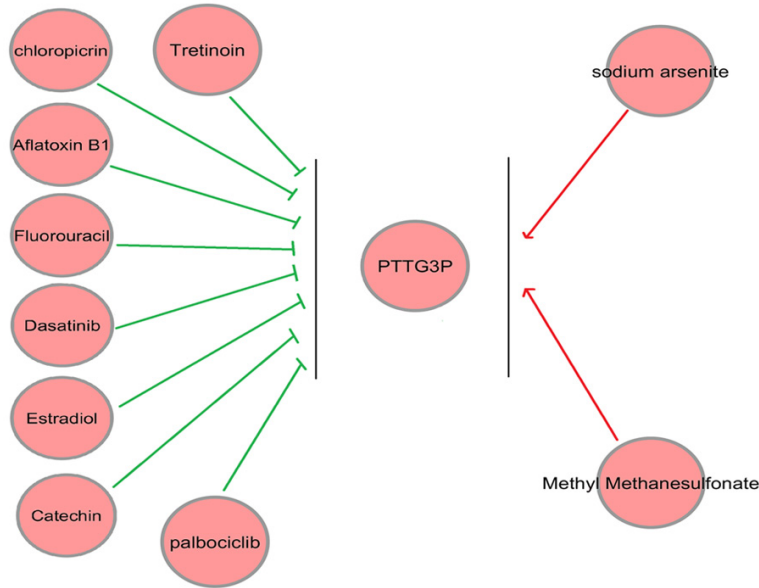 chloropicrin
Tretinoin
sodium arsenite
Aflatoxin B1
Fluorouracil
PTTG3P
Dasatinib
Estradiol
Methyl Methanesulfonate
Catechin
palbociclib